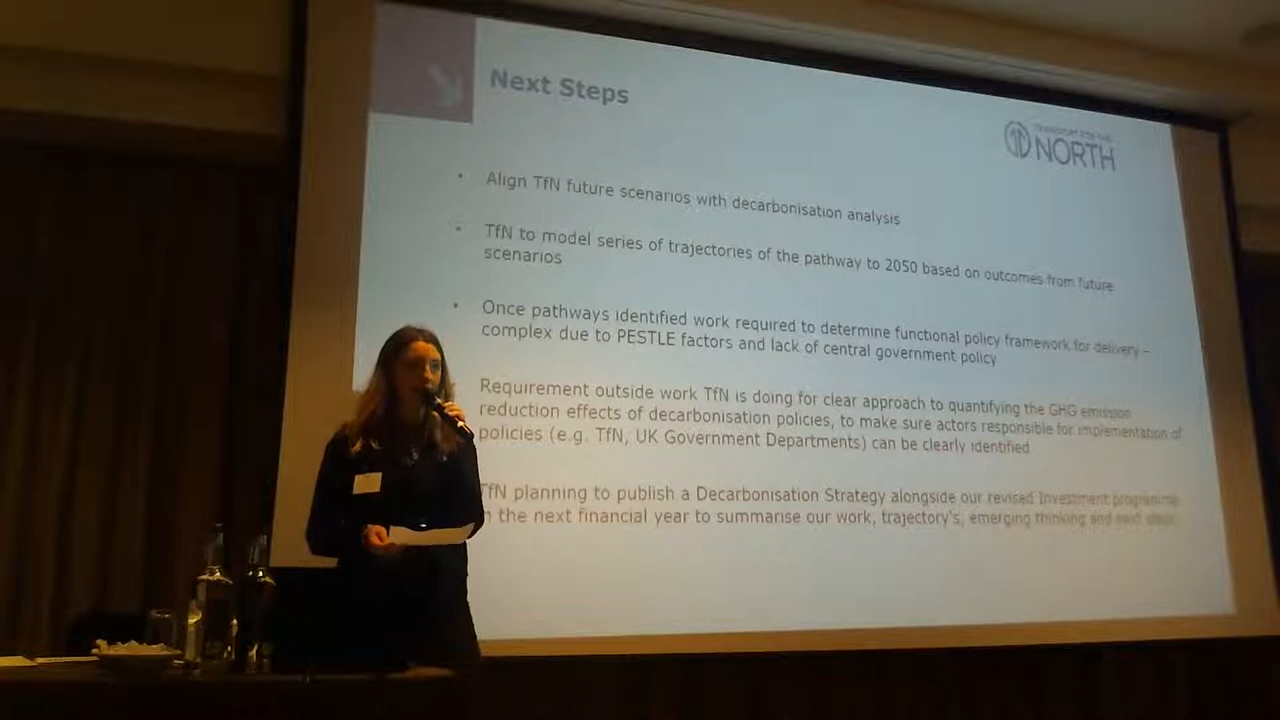 Next Steps
TRANSPORT FOR THE
NORTH
• Align TfN future scenarios with decarbonisation analysis
• TfN to model series of trajectories of the pathway to 2050 based on outcomes from future
scenarios
• Once pathways identified work required to determine functional policy framework for delivery –
complex due to PESTLE factors and lack of central government policy
Requirement outside work TfN is doing for clear approach to quantifying the GHG emission
reduction effects of decarbonisation policies, to make sure actors responsible for implementation of
policies (e.g. TfN, UK Government Departments) can be clearly identified
TfN planning to publish a Decarbonisation Strategy alongside our revised Investment programme
the next financial year to summarise our work, trajectory's, emerging thinking and next steps